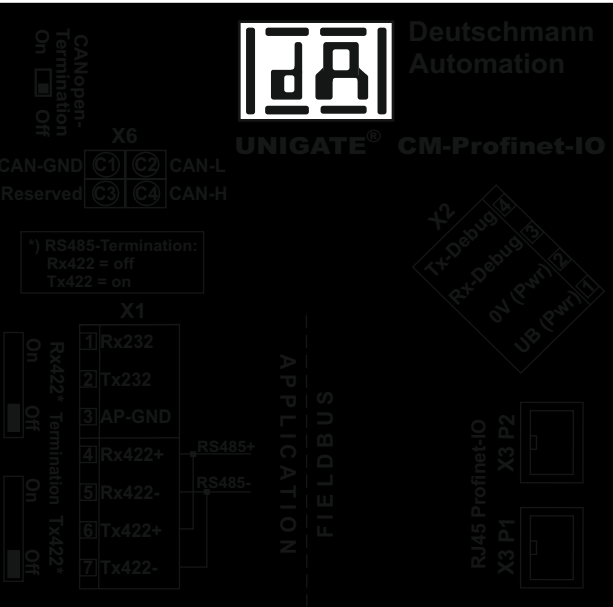 CANopen-
Termination
On Off
Deutschmann
Automation
dA
UNIGATE® CM-Profinet-IO
X6
CAN-GND C1 C2 CAN-L
Reserved C3 C4 CAN-H
*) RS485-Termination:
Rx422 = off
Tx422 = on
X2
Tx-Debug 4
Rx-Debug 3
0V (Pwr) 2
UB (Pwr) 1
X1
1 Rx232
2 Tx232
3 AP-GND
4 Rx422+
5 Rx422-
6 Tx422+
7 Tx422-
RS485+
RS485-
On Off
Rx422* Termination Tx422*
On Off
APPLICATION
FIELDBUS
RJ45 Profinet-IO
X3 P2
X3 P1